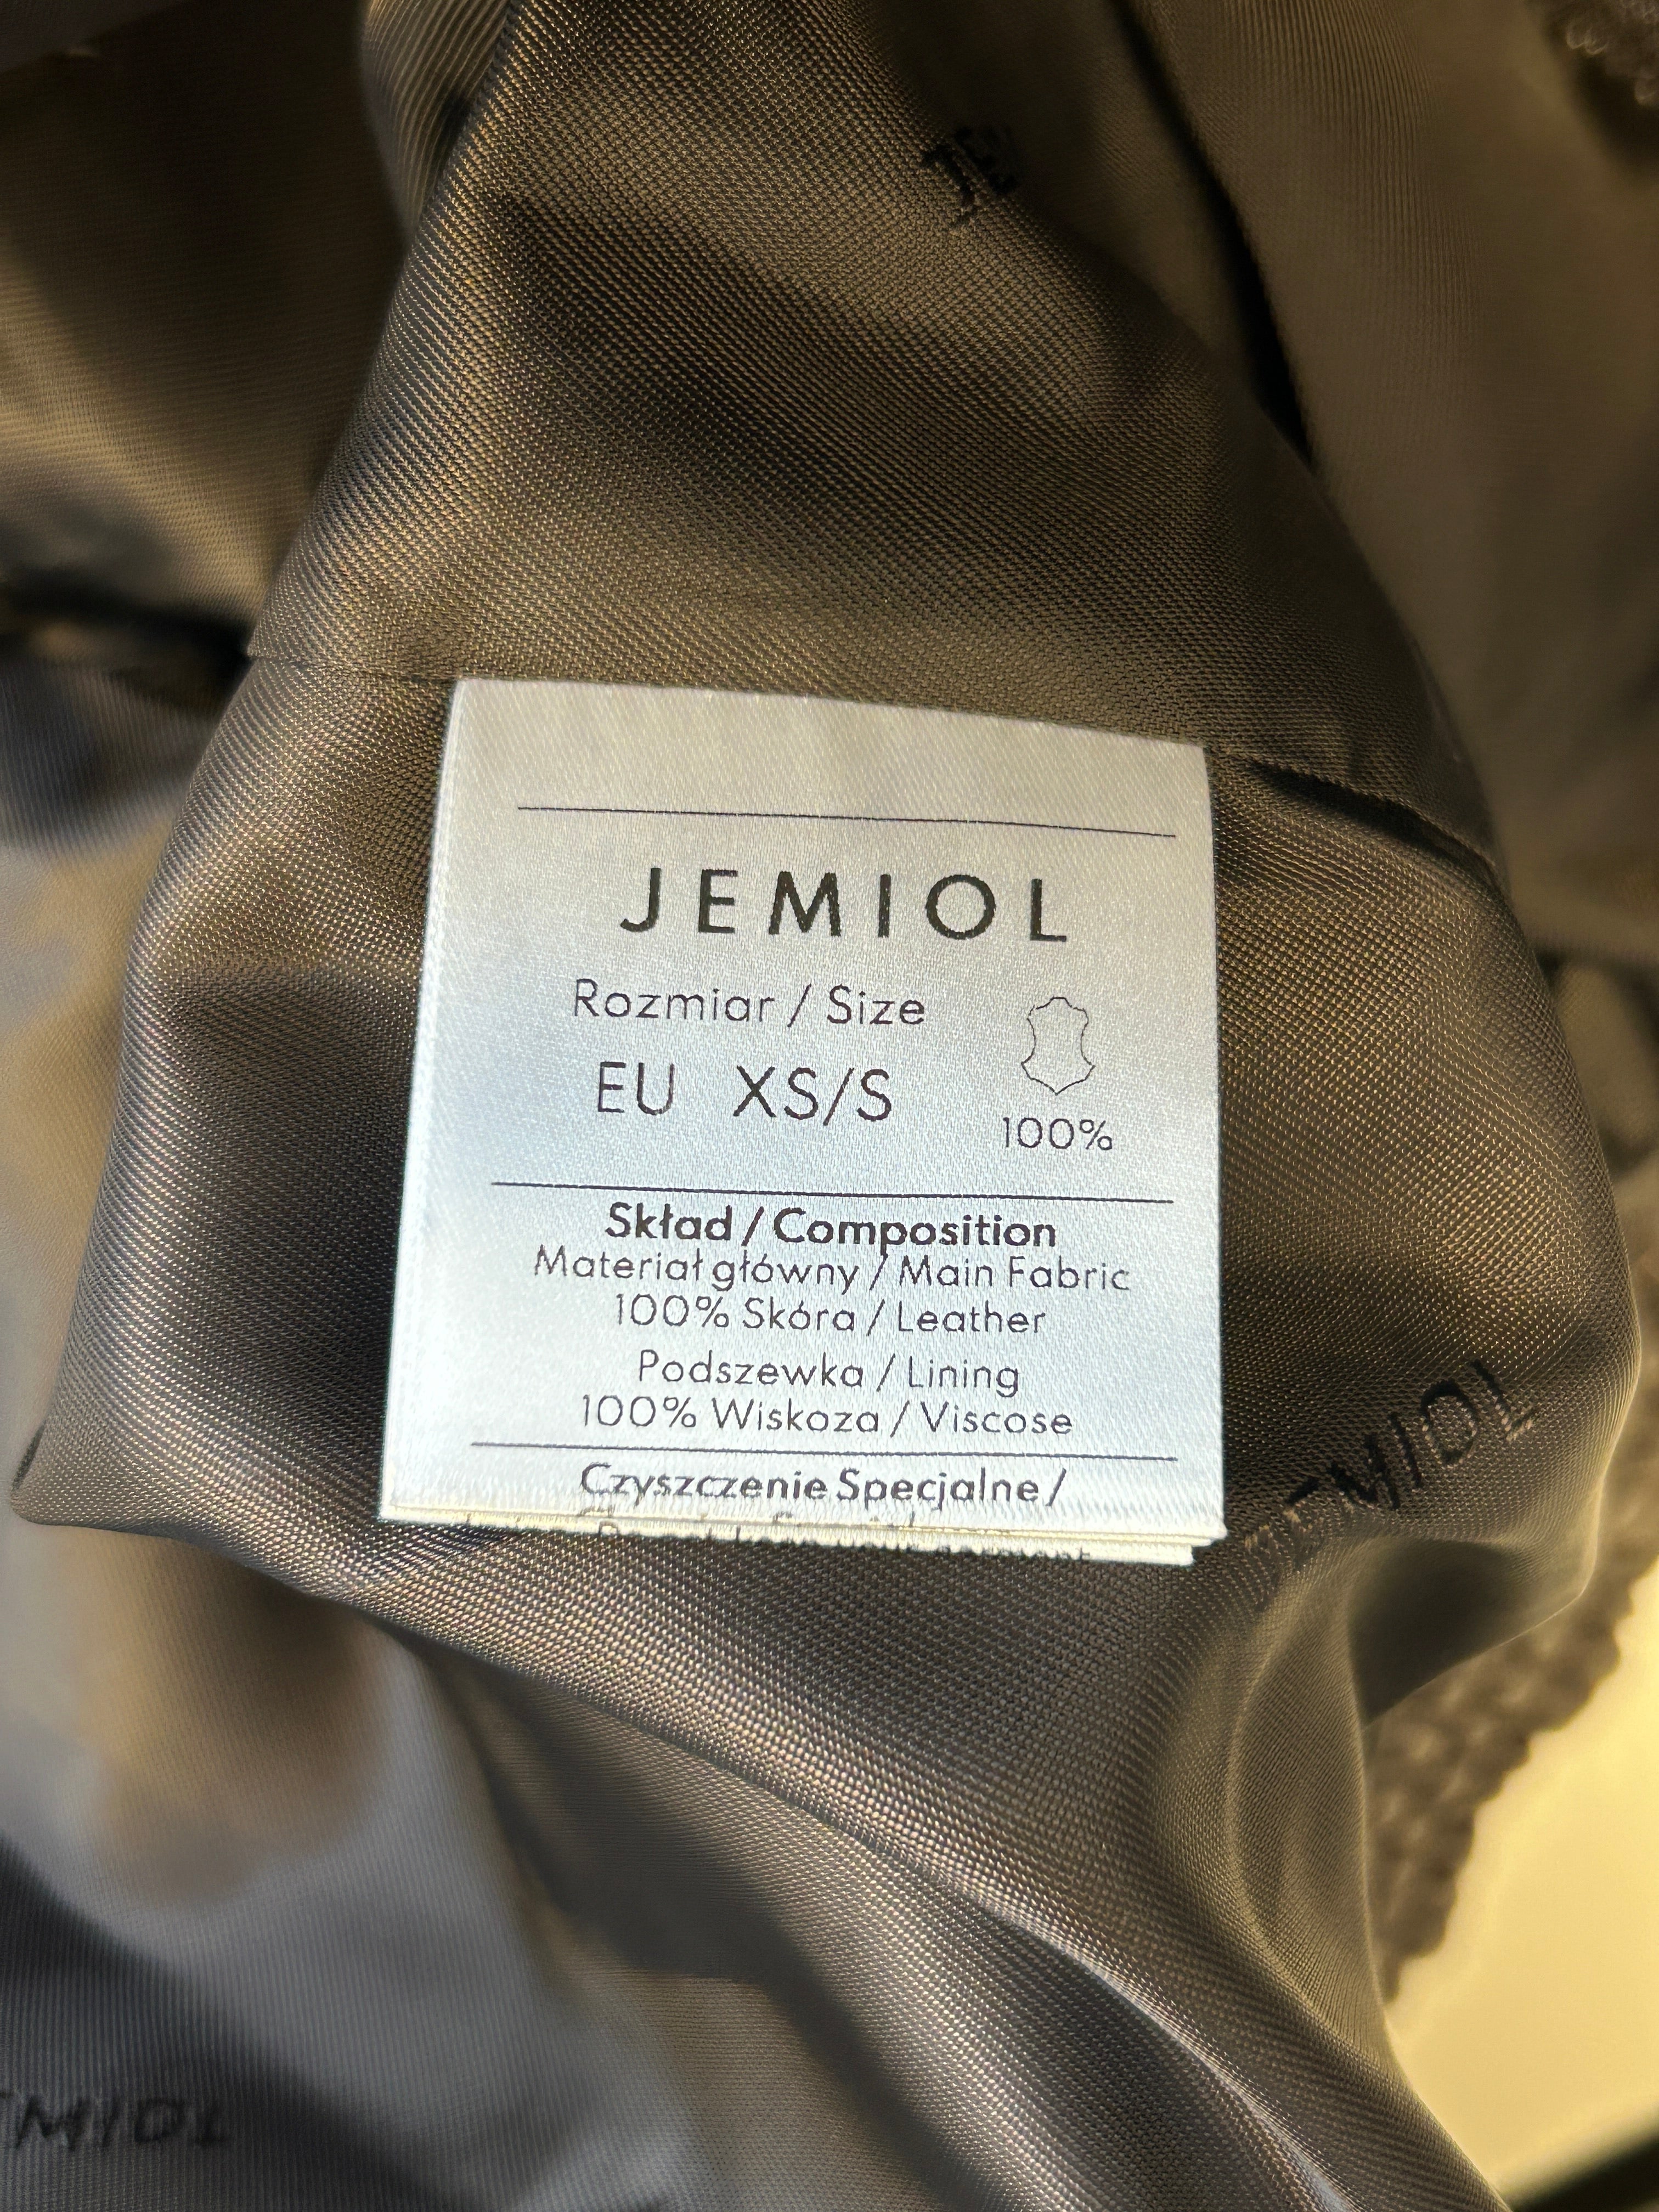 JEMIOL
Rozmiar / Size
EU XS/S
100%
Skład / Composition
Materiał główny / Main Fabric
100% Skóra / Leather
Podszewka / Lining
100% Wiskoza / Viscose
Czyszczenie Specjalne /
JEMIOL